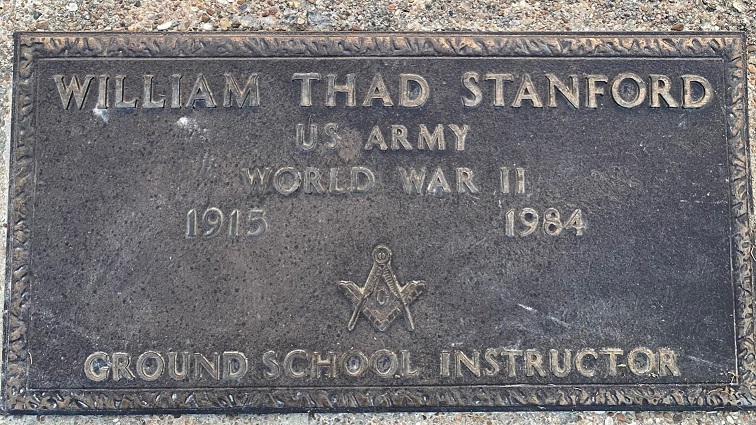 WILLIAM THAD STANFORD
US ARMY
WORLD WAR II
1915 1984
G
GROUND SCHOOL INSTRUCTOR